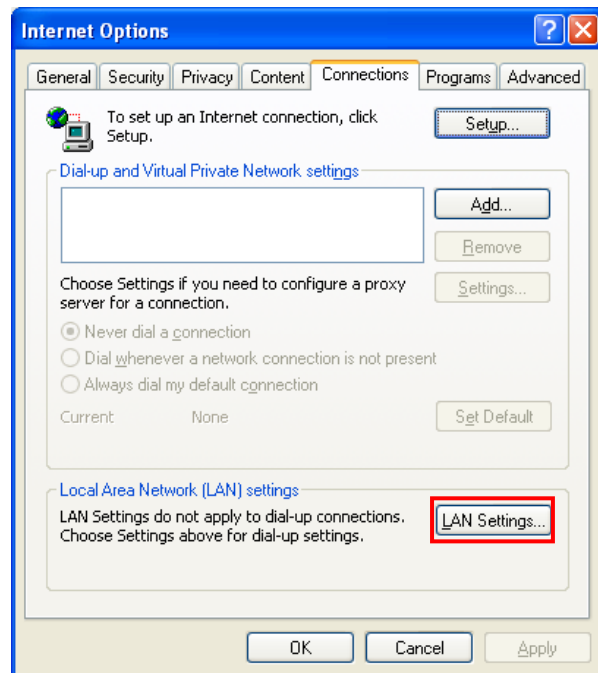 Internet Options
General Security Privacy Content Connections Programs Advanced
To set up an Internet connection, click
Setup.
Setup...
Dial-up and Virtual Private Network settings
Add...
Remove
Choose Settings if you need to configure a proxy
server for a connection.
Settings...
Never dial a connection
Dial whenever a network connection is not present
Always dial my default connection
Current None
Set Default
Local Area Network (LAN) settings
LAN Settings do not apply to dial-up connections.
Choose Settings above for dial-up settings.
LAN Settings...
OK Cancel Apply